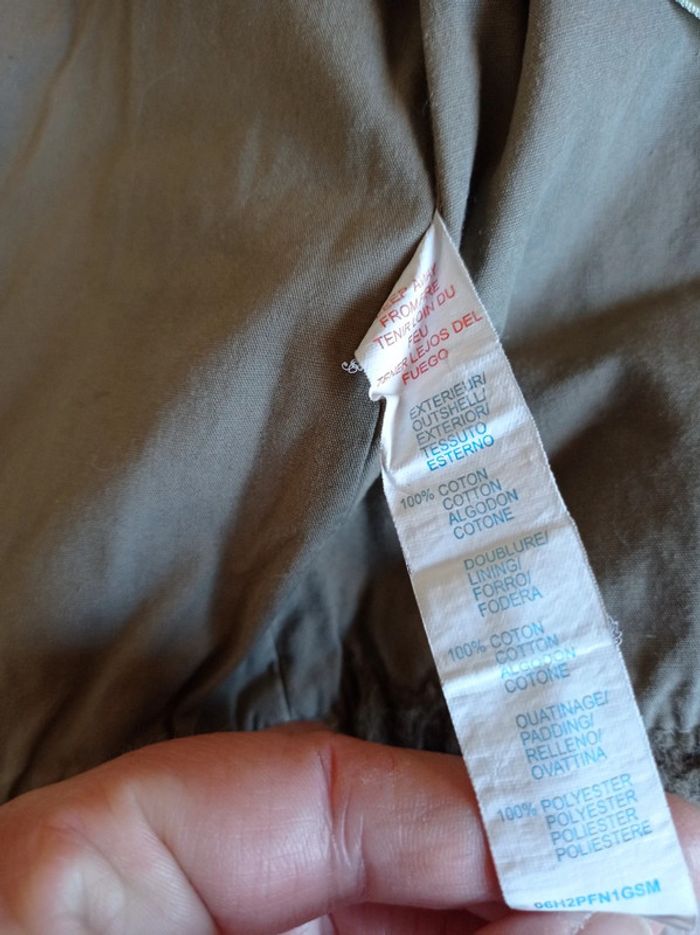 FROM FIRE
TENIR LOIN DU
FEU
LEJOS DEL
FUEGO
EXTERIEUR/
OUTSHELL/
EXTERIOR/
TESSUTO
ESTERNO
100% COTON
COTTON
ALGODON
COTONE
DOUBLURE/
LINING/
FORRO/
FODERA
100% COTON
COTTON
ALGODON
COTONE
OUATINAGE/
PADDING/
RELLENO/
OVATTINA
100% POLYESTER
POLYESTER
POLIESTER
POLIESTERE
96H2PFN1GSM